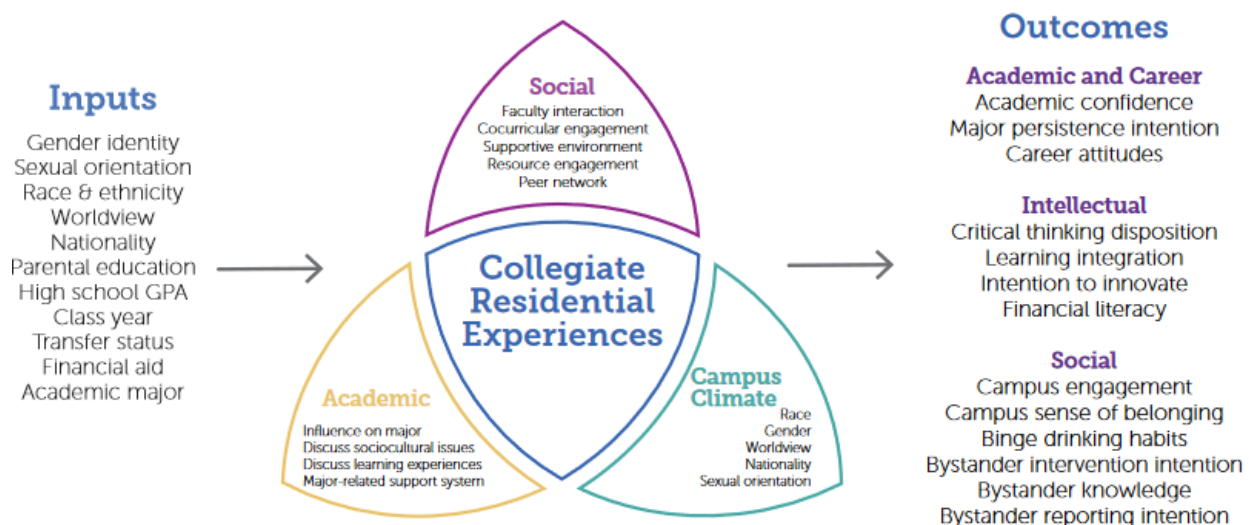 Inputs
Gender identity
Sexual orientation
Race & ethnicity
Worldview
Nationality
Parental education
High school GPA
Class year
Transfer status
Financial aid
Academic major
Social
Faculty interaction
Cocurricular engagement
Supportive environment
Resource engagement
Peer network
Collegiate
Residential
Experiences
Academic
Influence on major
Discuss sociocultural issues
Discuss learning experiences
Major-related support system
Campus
Climate
Race
Gender
Worldview
Nationality
Sexual orientation
Outcomes
Academic and Career
Academic confidence
Major persistence intention
Career attitudes
Intellectual
Critical thinking disposition
Learning integration
Intention to innovate
Financial literacy
Social
Campus engagement
Campus sense of belonging
Binge drinking habits
Bystander intervention intention
Bystander knowledge
Bystander reporting intention